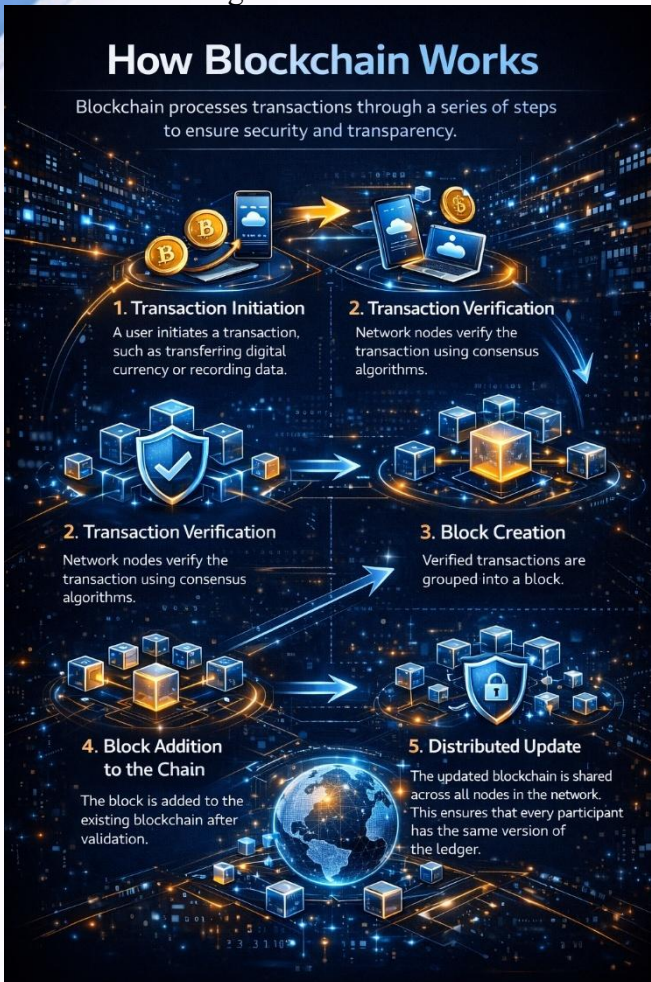 How Blockchain Works
Blockchain processes transactions through a series of steps
to ensure security and transparency.
1. Transaction Initiation
A user initiates a transaction,
such as transferring digital
currency or recording data.
2. Transaction Verification
Network nodes verify the
transaction using consensus
algorithms.
2. Transaction Verification
Network nodes verify the
transaction using consensus
algorithms.
3. Block Creation
Verified transactions are
grouped into a block.
4. Block Addition
to the Chain
The block is added to the
existing blockchain after
validation.
5. Distributed Update
The updated blockchain is shared
across all nodes in the network.
This ensures that every participant
has the same version of
the ledger.